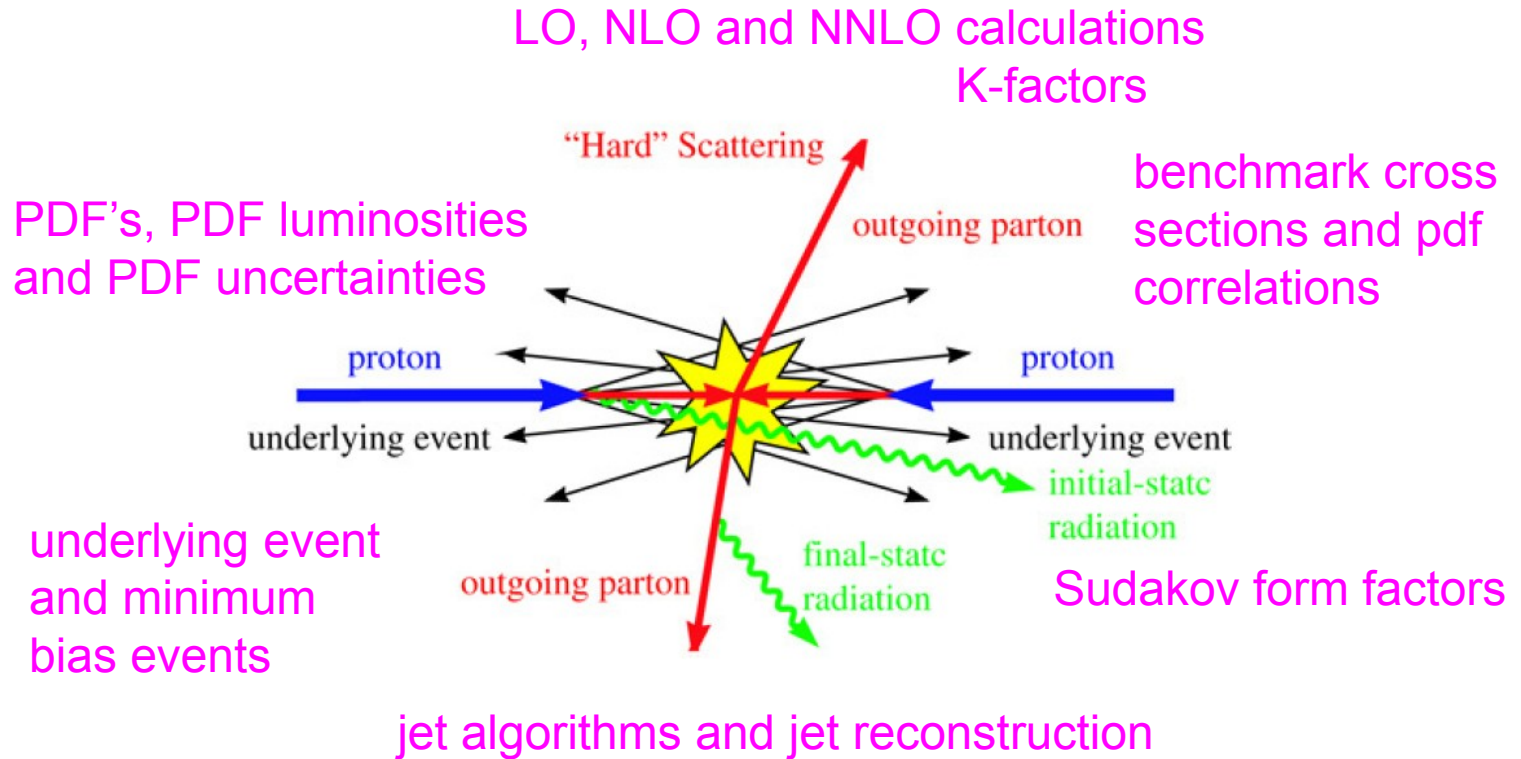 LO, NLO and NNLO calculations
K-factors
“Hard” Scattering
benchmark cross
sections and pdf
correlations
PDF’s, PDF luminosities
and PDF uncertainties
outgoing parton
proton
proton
underlying event
underlying event
initial-statc
radiation
underlying event
and minimum
bias events
final-statc
radiation
outgoing parton
Sudakov form factors
jet algorithms and jet reconstruction